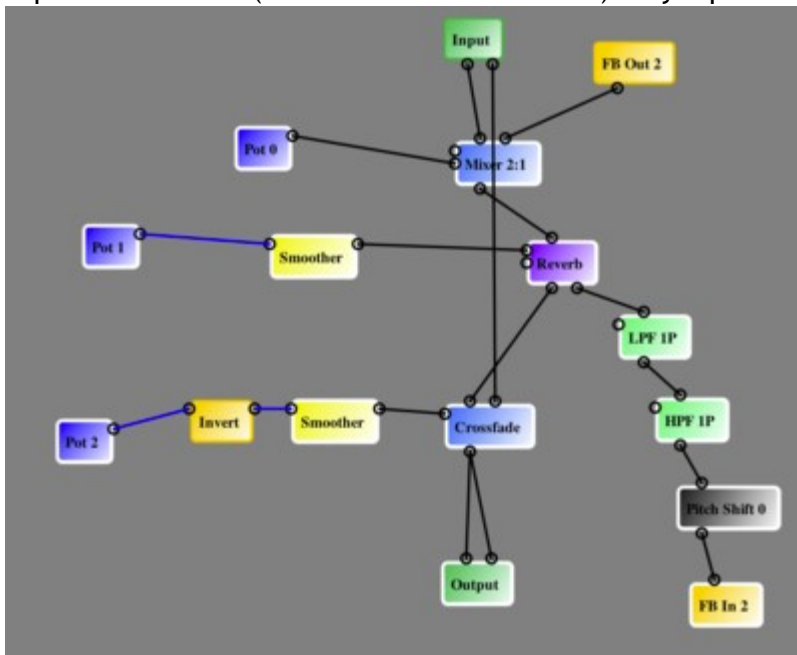 Input
FB Out 2
Pot 0
Mixer 2:1
Pot 1
Smoother
Reverb
LPF 1P
Pot 2
Invert
Smoother
Crossfade
HPF 1P
Pitch Shift 0
Output
FB In 2